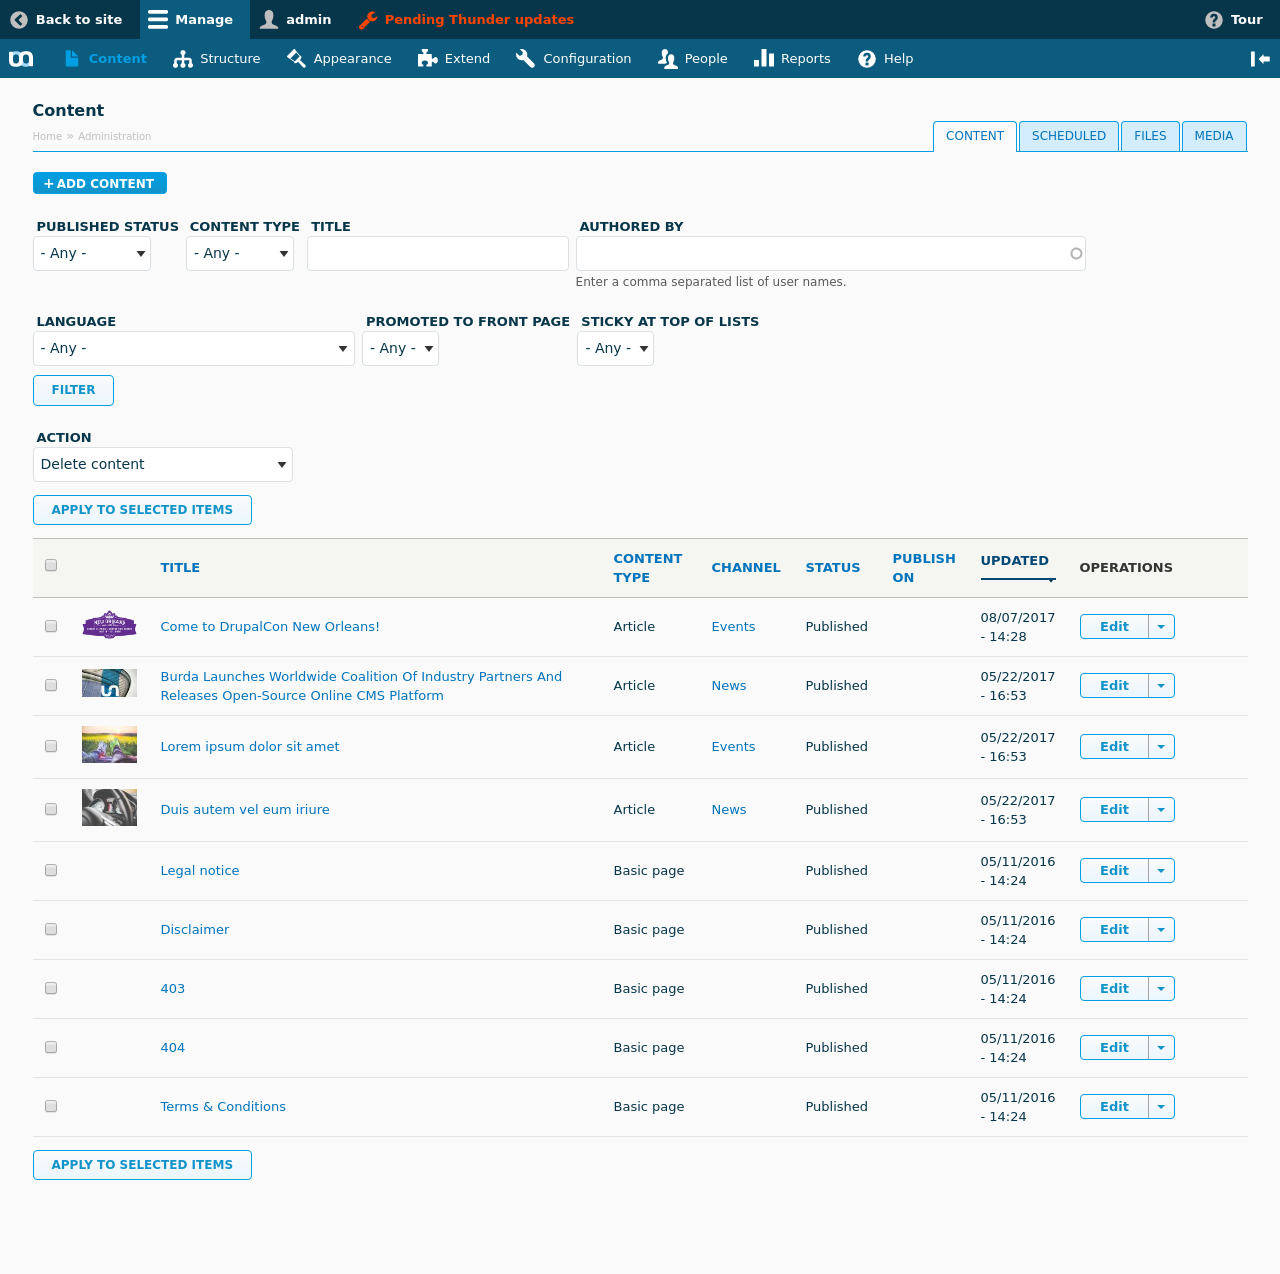 Back to site Manage admin Pending Thunder updates Tour
Content Structure Appearance Extend Configuration People Reports Help
Content
Home » Administration
CONTENT SCHEDULED FILES MEDIA
+ ADD CONTENT
PUBLISHED STATUS CONTENT TYPE TITLE AUTHORED BY
- Any - - Any -
Enter a comma separated list of user names.
LANGUAGE PROMOTED TO FRONT PAGE STICKY AT TOP OF LISTS
- Any - - Any - - Any -
FILTER
ACTION
Delete content
APPLY TO SELECTED ITEMS
TITLE CONTENT TYPE CHANNEL STATUS PUBLISH ON UPDATED OPERATIONS
Come to DrupalCon New Orleans! Article Events Published 08/07/2017 - 14:28 Edit
Burda Launches Worldwide Coalition Of Industry Partners And
Releases Open-Source Online CMS Platform Article News Published 05/22/2017 - 16:53 Edit
Lorem ipsum dolor sit amet Article Events Published 05/22/2017 - 16:53 Edit
Duis autem vel eum iriure Article News Published 05/22/2017 - 16:53 Edit
Legal notice Basic page Published 05/11/2016 - 14:24 Edit
Disclaimer Basic page Published 05/11/2016 - 14:24 Edit
403 Basic page Published 05/11/2016 - 14:24 Edit
404 Basic page Published 05/11/2016 - 14:24 Edit
Terms & Conditions Basic page Published 05/11/2016 - 14:24 Edit
APPLY TO SELECTED ITEMS